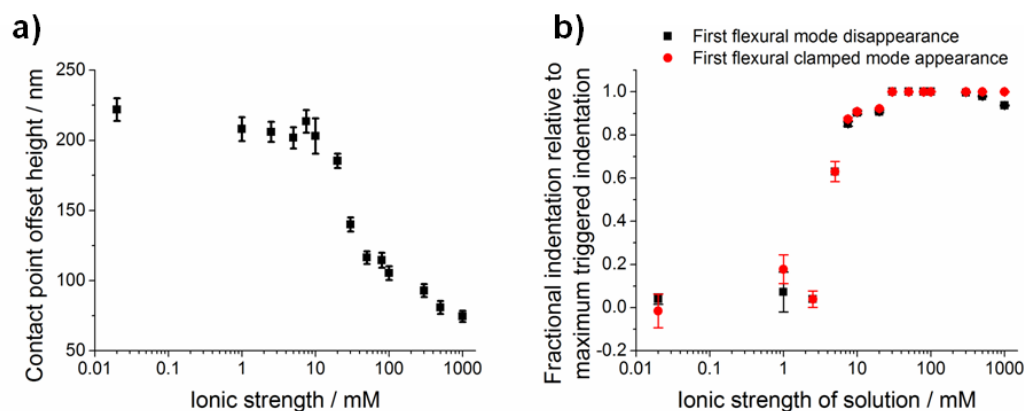 a)
250
200
150
100
50
Contact point offset height / nm
0.01 0.1 1 10 100 1000
Ionic strength / mM
b)
First flexural mode disappearance
First flexural clamped mode appearance
1.0
0.8
0.6
0.4
0.2
0.0
-0.2
Fractional indentation relative to
maximum triggered indentation
0.01 0.1 1 10 100 1000
Ionic strength of solution / mM